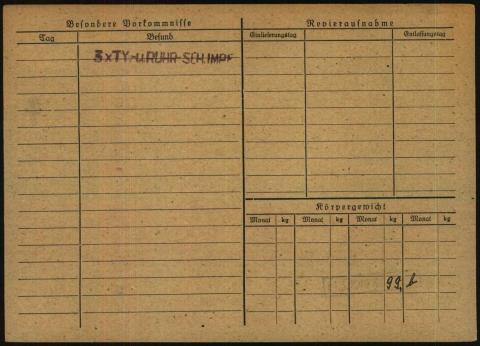 Besondere Vorkommnisse
Tag Befund
3xTY.-u.RUHR-SCH.IMPF
Revieraufnahme
Einlieferungstag Entlassungstag
Körpergewicht
Monat kg Monat kg Monat kg Monat
99,